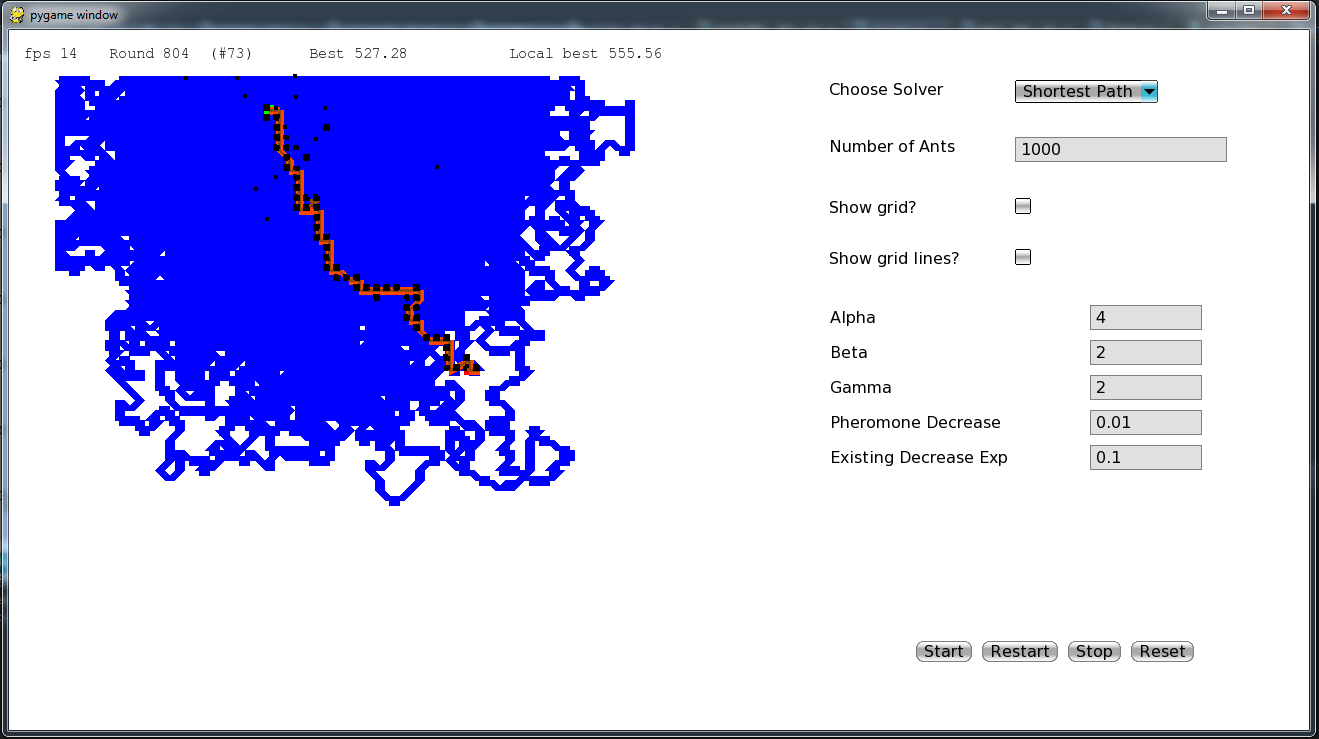 pygame window
fps 14 Round 804 (#73) Best 527.28 Local best 555.56
Choose Solver Shortest Path
Number of Ants 1000
Show grid?
Show grid lines?
Alpha 4
Beta 2
Gamma 2
Pheromone Decrease 0.01
Existing Decrease Exp 0.1
Start Restart Stop Reset